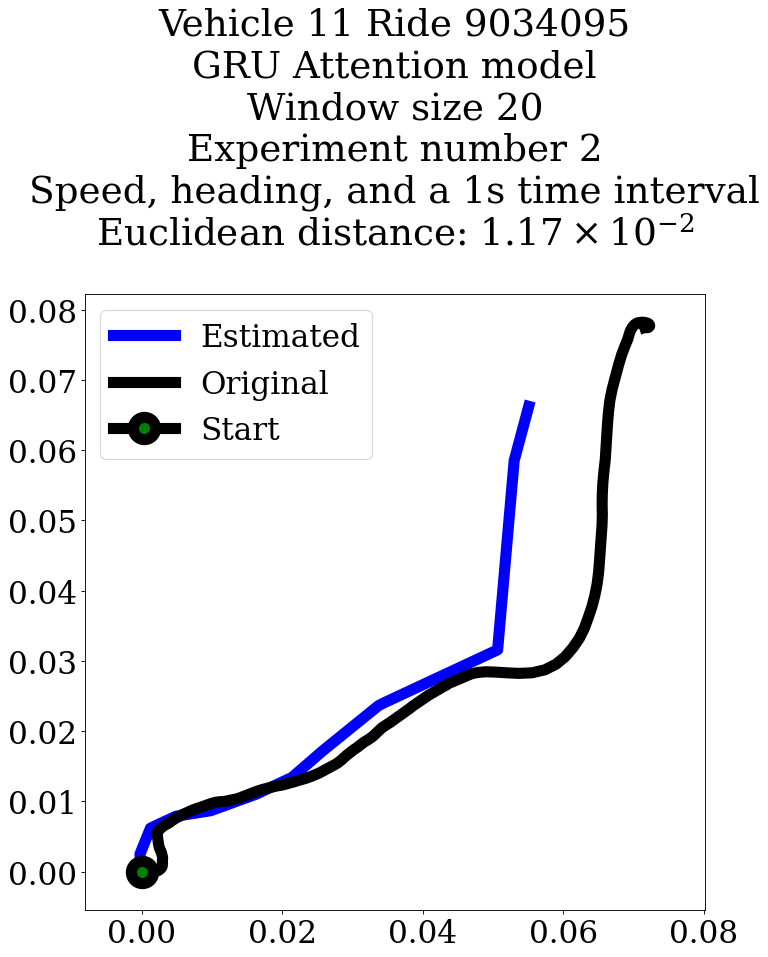 Vehicle 11 Ride 9034095
GRU Attention model
Window size 20
Experiment number 2
Speed, heading, and a 1s time interval
Euclidean distance: 1.17 × 10⁻²
Estimated
Original
Start
0.08
0.07
0.06
0.05
0.04
0.03
0.02
0.01
0.00
0.00 0.02 0.04 0.06 0.08